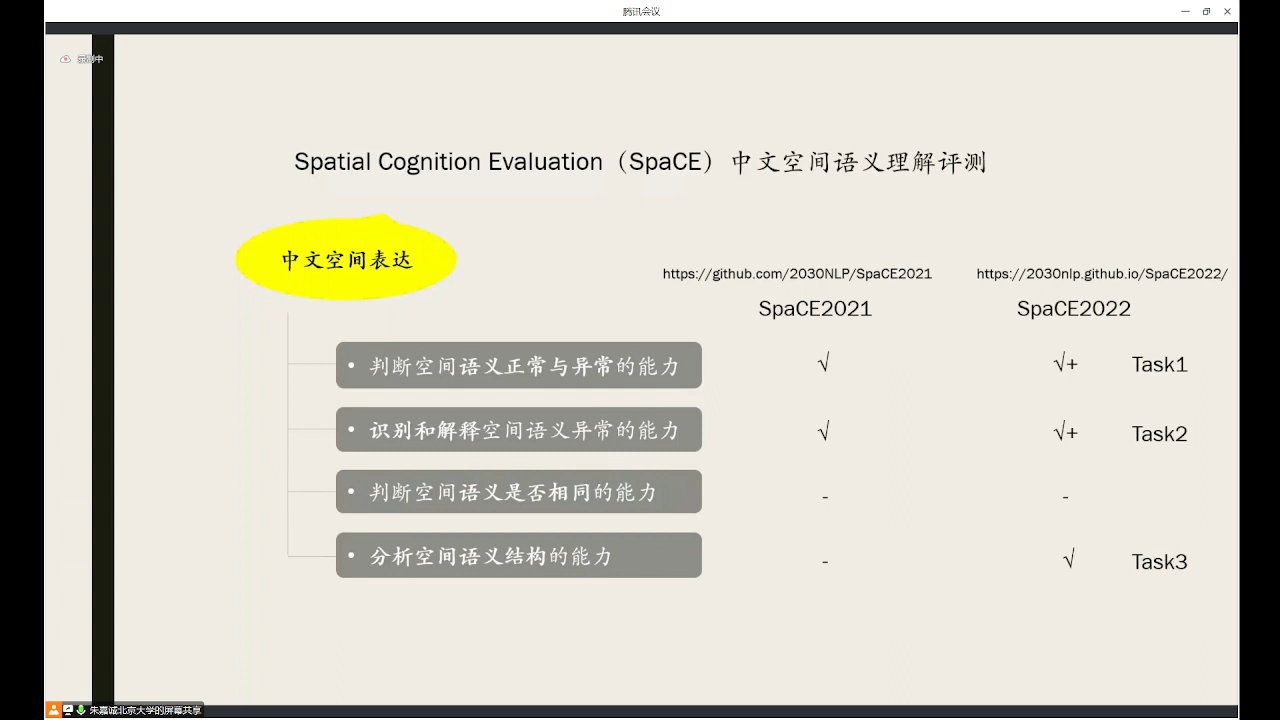 腾讯会议
录制中
Spatial Cognition Evaluation（SpaCE）中文空间语义理解评测
中文空间表达
https://github.com/2030NLP/SpaCE2021 https://2030nlp.github.io/SpaCE2022/
SpaCE2021 SpaCE2022
• 判断空间语义正常与异常的能力 √ √+ Task1
• 识别和解释空间语义异常的能力 √ √+ Task2
• 判断空间语义是否相同的能力 - -
• 分析空间语义结构的能力 - √ Task3
朱嘉诚北京大学的屏幕共享